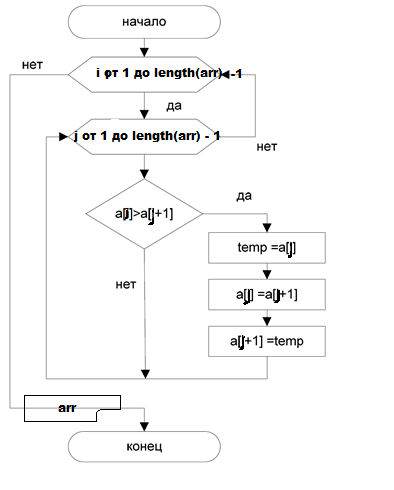 начало
нет
i от 1 до length(arr) -1
да
j от 1 до length(arr) - 1
нет
да
a[j]>a[j+1]
temp =a[j]
нет
a[j] =a[j+1]
a[j+1] =temp
arr
конец